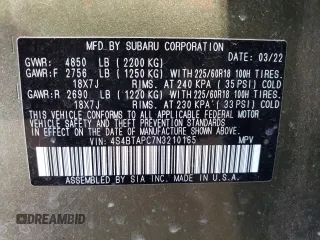 MFD. BY SUBARU CORPORATION DATE: 03/22
GVWR: 4850 LB (2200 KG)
GAWR:F 2756 LB (1250 KG) WITH 225/60R18 100H TIRES.
18X7J RIMS. AT 240 KPA (35 PSI) COLD
GAWR:R 2690 LB (1220 KG) WITH 225/60R18 100H TIRES.
18X7J RIMS. AT 230 KPA (33 PSI) COLD
THIS VEHICLE CONFORMS TO ALL APPLICABLE FEDERAL MOTOR
VEHICLE SAFETY, BUMPER, AND THEFT PREVENTION STANDARDS
IN EFFECT ON THE DATE OF MANUFACTURE SHOWN ABOVE.
VIN: 4S4BTAPC7N3210165 MPV
ASSEMBLED BY SIA MADE IN U.S.A.
DREAMBID